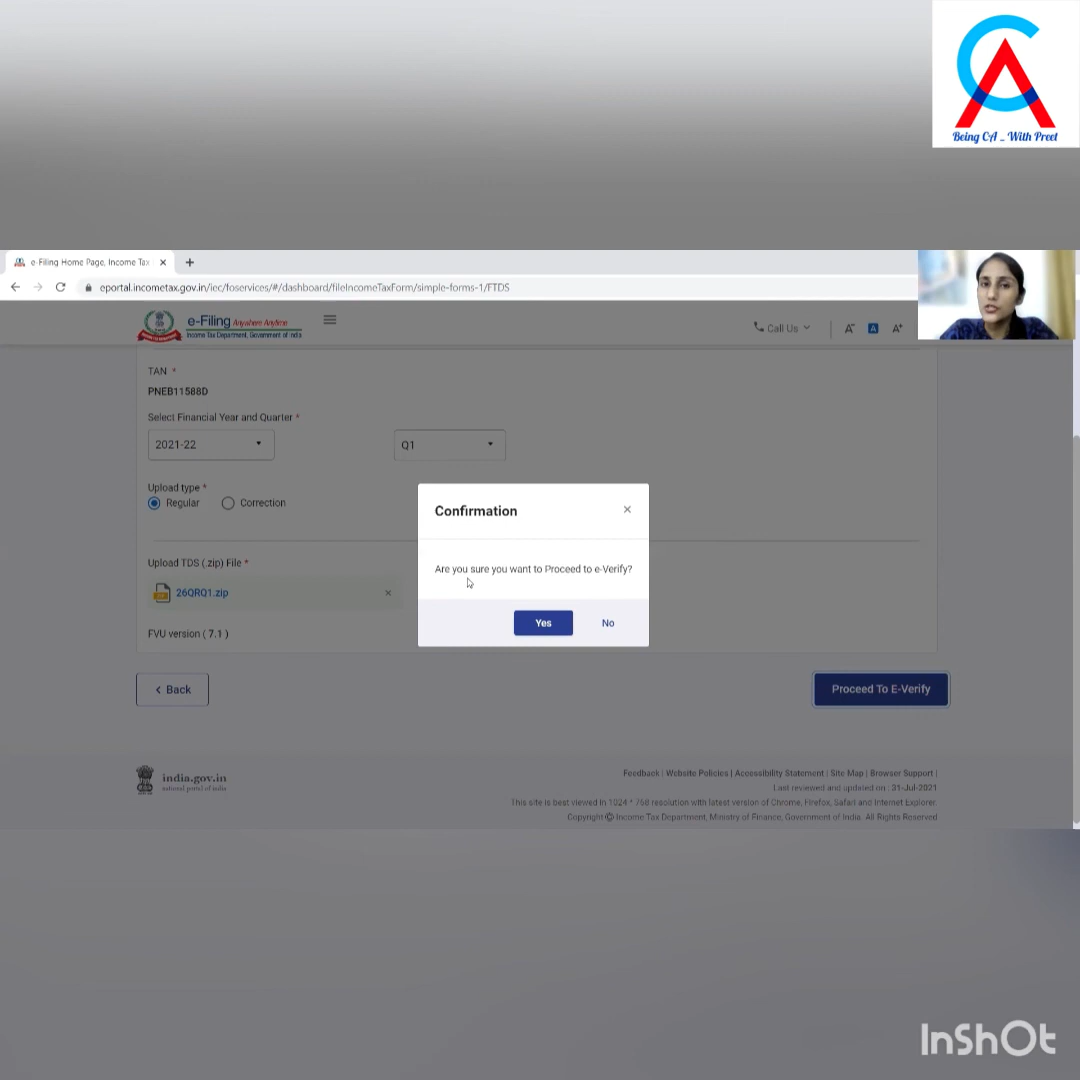 Being CA _ With Preet
e-Filing Home Page, Income Tax
eportal.incometax.gov.in/iec/foservices/#/dashboard/fileIncomeTaxForm/simple-forms-1/FTDS
e-Filing Anywhere Anytime
Income Tax Department, Government of India
Call Us
A-
A
A+
TAN *
PNEB11588D
Select Financial Year and Quarter *
2021-22
Q1
Upload type *
Regular
Correction
Confirmation
Are you sure you want to Proceed to e-Verify?
Yes
No
Upload TDS (.zip) File *
26QRQ1.zip
FVU version ( 7.1 )
< Back
Proceed To E-Verify
india.gov.in
national portal of india
Feedback | Website Policies | Accessibility Statement | Site Map | Browser Support |
Last reviewed and updated on : 31-Jul-2021
This site is best viewed in 1024 * 768 resolution with latest version of Chrome, Firefox, Safari and Internet Explorer.
Copyright © Income Tax Department, Ministry of Finance, Government of India. All Rights Reserved
InShOt